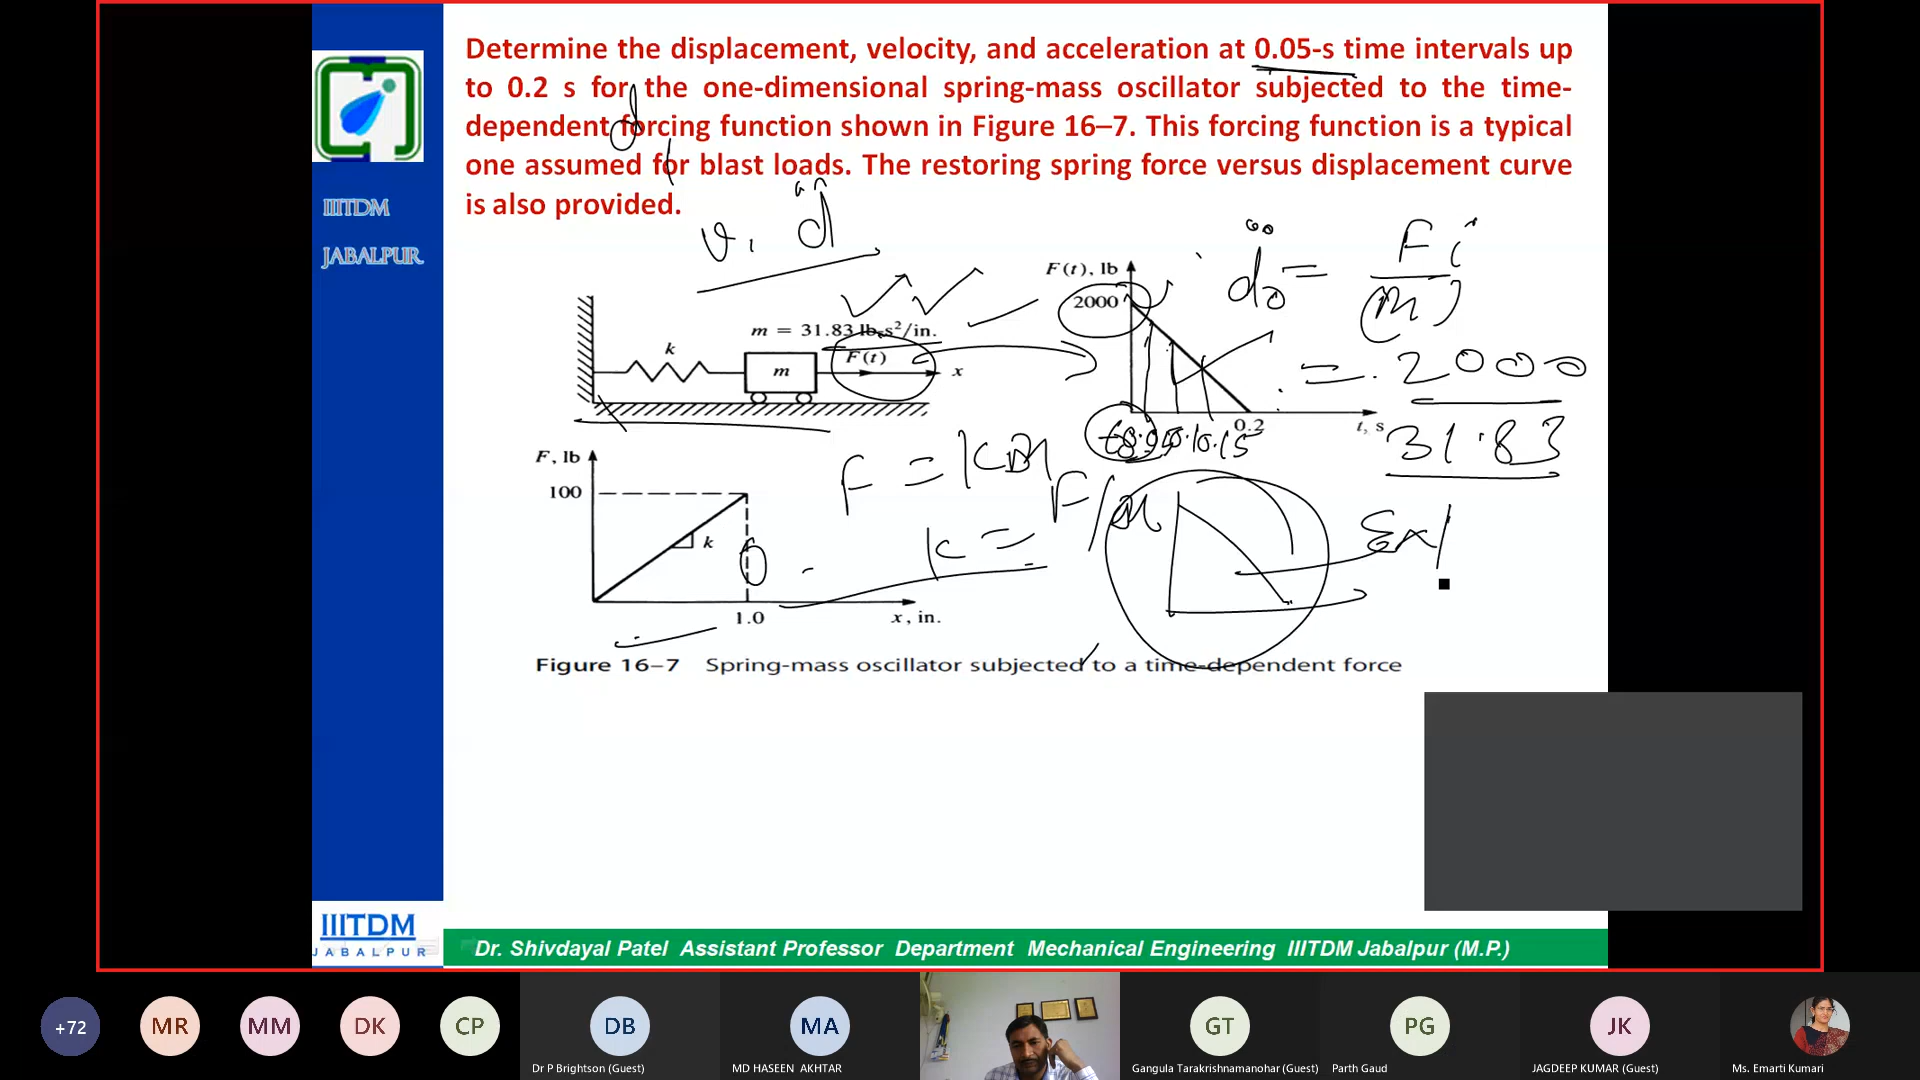 Determine the displacement, velocity, and acceleration at 0.05-s time intervals up
to 0.2 s for the one-dimensional spring-mass oscillator subjected to the time-
dependent forcing function shown in Figure 16–7. This forcing function is a typical
one assumed for blast loads. The restoring spring force versus displacement curve
is also provided.
IIITDM
JABALPUR
F(t), lb
2000
m = 31.83 lb-s²/in.
k
F(t)
m
x
0.2
t, s
= 2000
31.83
F, lb
100
k
1.0
x, in.
F =
k =
Figure 16–7 Spring-mass oscillator subjected to a time-dependent force
IIITDM
JABALPUR
Dr. Shivdayal Patel Assistant Professor Department Mechanical Engineering IIITDM Jabalpur (M.P.)
+72
MR
MM
DK
CP
DB
MA
GT
PG
JK
Dr P Brightson (Guest)
MD HASEEN AKHTAR
Gangula Tarakrishnamanohar (Guest)
Parth Gaud
JAGDEEP KUMAR (Guest)
Ms. Emarti Kumari